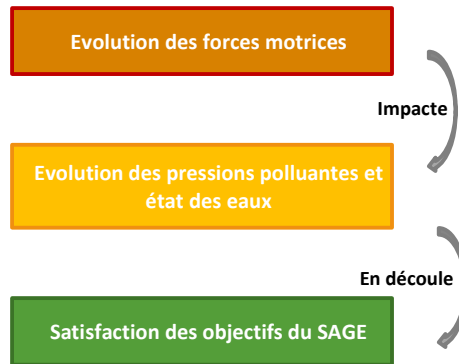 Evolution des forces motrices
Impacte
Evolution des pressions polluantes et
état des eaux
En découle
Satisfaction des objectifs du SAGE